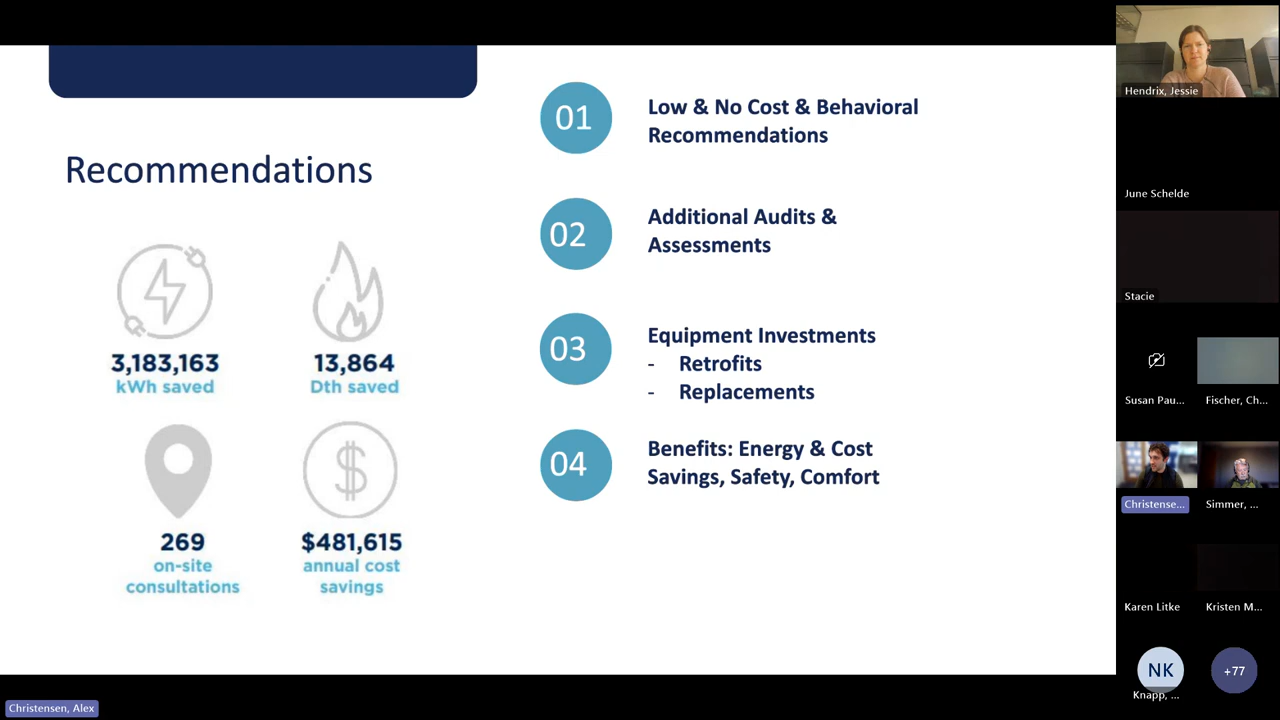 Recommendations
3,183,163
kWh saved
13,864
Dth saved
269
on-site
consultations
$481,615
annual cost
savings
01
Low & No Cost & Behavioral
Recommendations
02
Additional Audits &
Assessments
03
Equipment Investments
- Retrofits
- Replacements
04
Benefits: Energy & Cost
Savings, Safety, Comfort
Hendrix, Jessie
June Schelde
Stacie
Susan Pau...
Fischer, Ch...
Christense...
Simmer, ...
Karen Litke
Kristen M...
NK
Knapp, ...
+77
Christensen, Alex